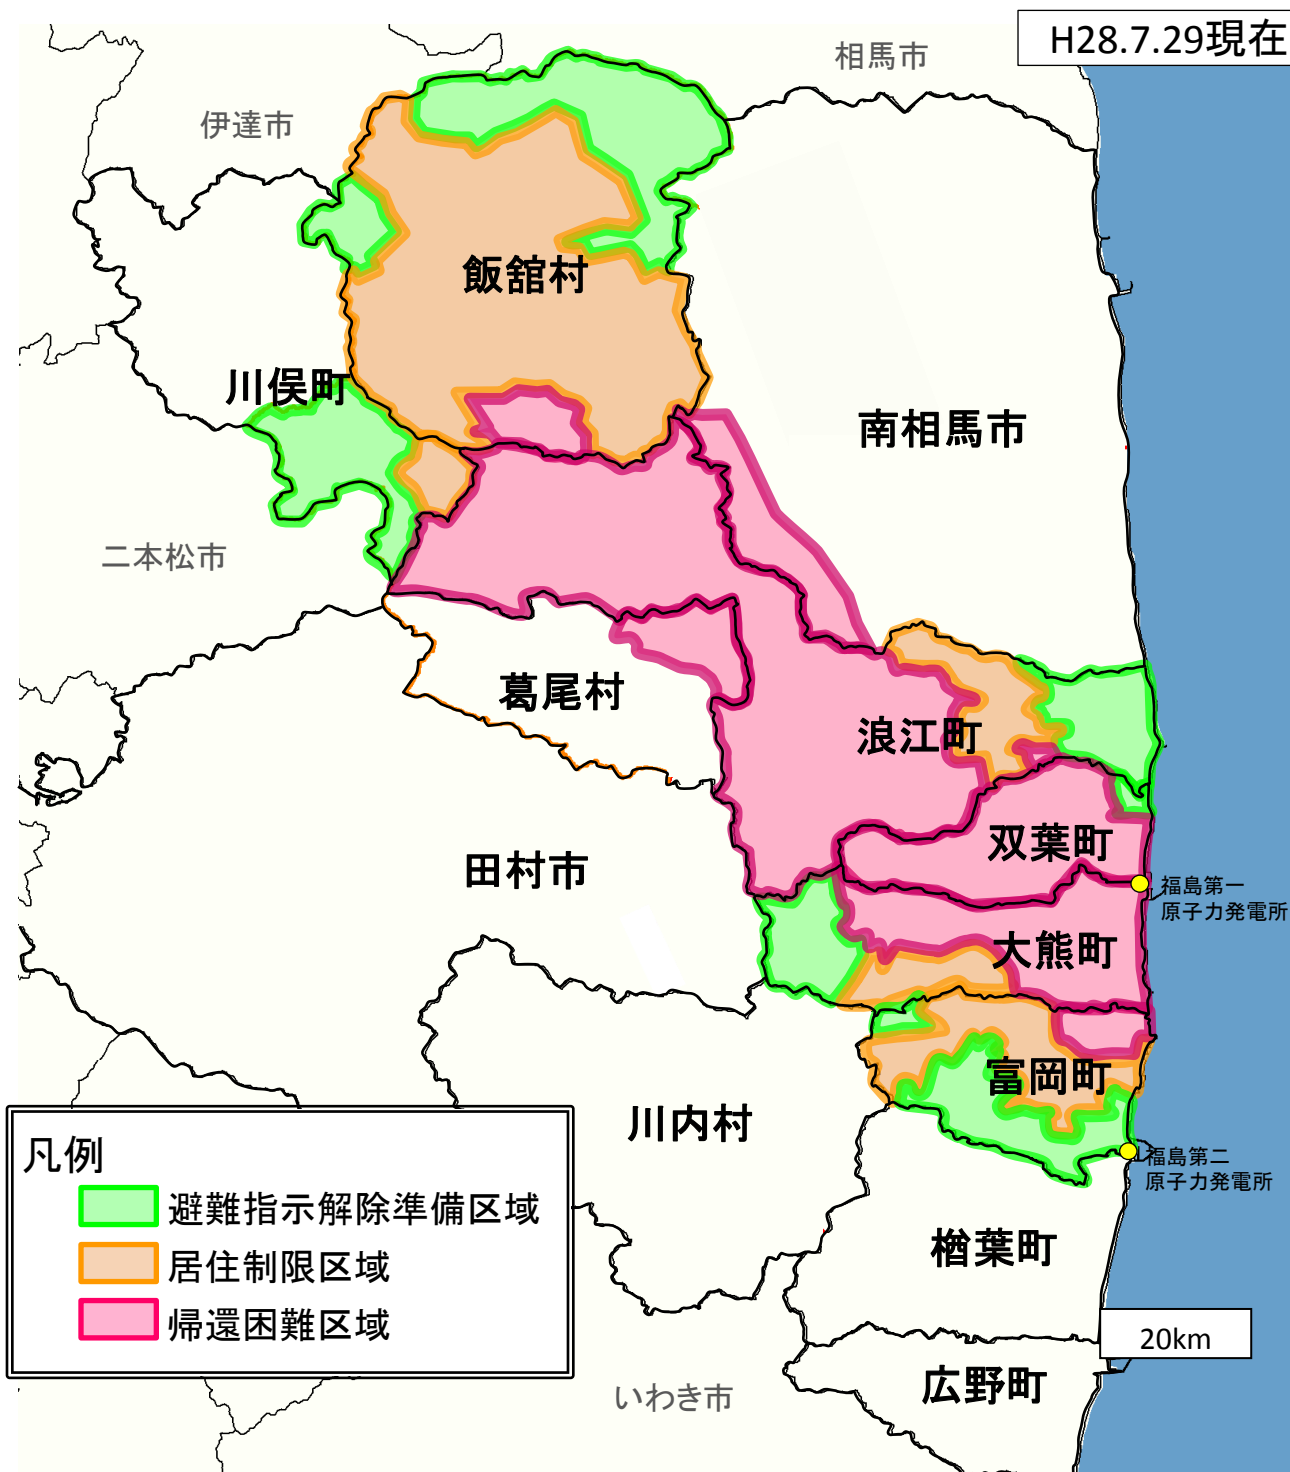 H28.7.29現在
相馬市
伊達市
飯舘村
川俣町
南相馬市
二本松市
葛尾村
浪江町
双葉町
田村市
福島第一
原子力発電所
大熊町
富岡町
川内村
福島第二
原子力発電所
凡例
避難指示解除準備区域
居住制限区域
帰還困難区域
楢葉町
20km
広野町
いわき市